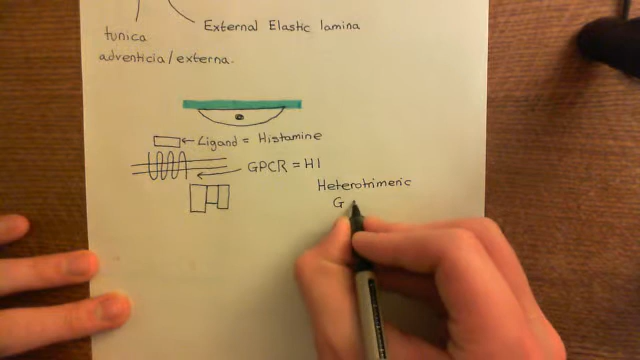 External Elastic lamina
tunica
adventicia/externa.
Ligand = Histamine
GPCR = H1
Heterotrimeric
G